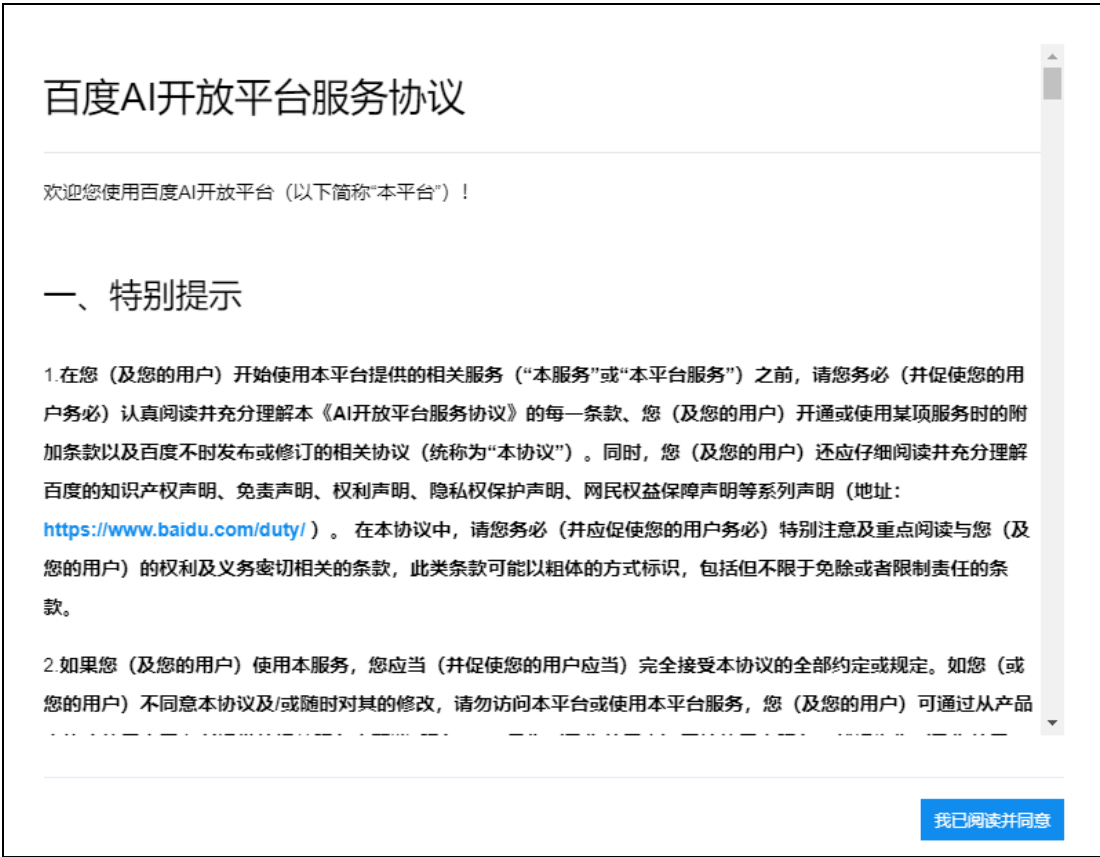 百度AI开放平台服务协议
欢迎您使用百度AI开放平台（以下简称“本平台”）！
一、特别提示
1.在您（及您的用户）开始使用本平台提供的相关服务（“本服务”或“本平台服务”）之前，请您务必（并促使您的用
户务必）认真阅读并充分理解本《AI开放平台服务协议》的每一条款、您（及您的用户）开通或使用某项服务时的附
加条款以及百度不时发布或修订的相关协议（统称为“本协议”）。同时，您（及您的用户）还应仔细阅读并充分理解
百度的知识产权声明、免责声明、权利声明、隐私权保护声明、网民权益保障声明等系列声明（地址：
https://www.baidu.com/duty/ ）。 在本协议中，请您务必（并应促使您的用户务必）特别注意及重点阅读与您（及
您的用户）的权利及义务密切相关的条款，此类条款可能以粗体的方式标识，包括但不限于免除或者限制责任的条
款。
2.如果您（及您的用户）使用本服务，您应当（并促使您的用户应当）完全接受本协议的全部约定或规定。如您（或
您的用户）不同意本协议及/或随时对其的修改，请勿访问本平台或使用本平台服务，您（及您的用户）可通过从产品
我已阅读并同意